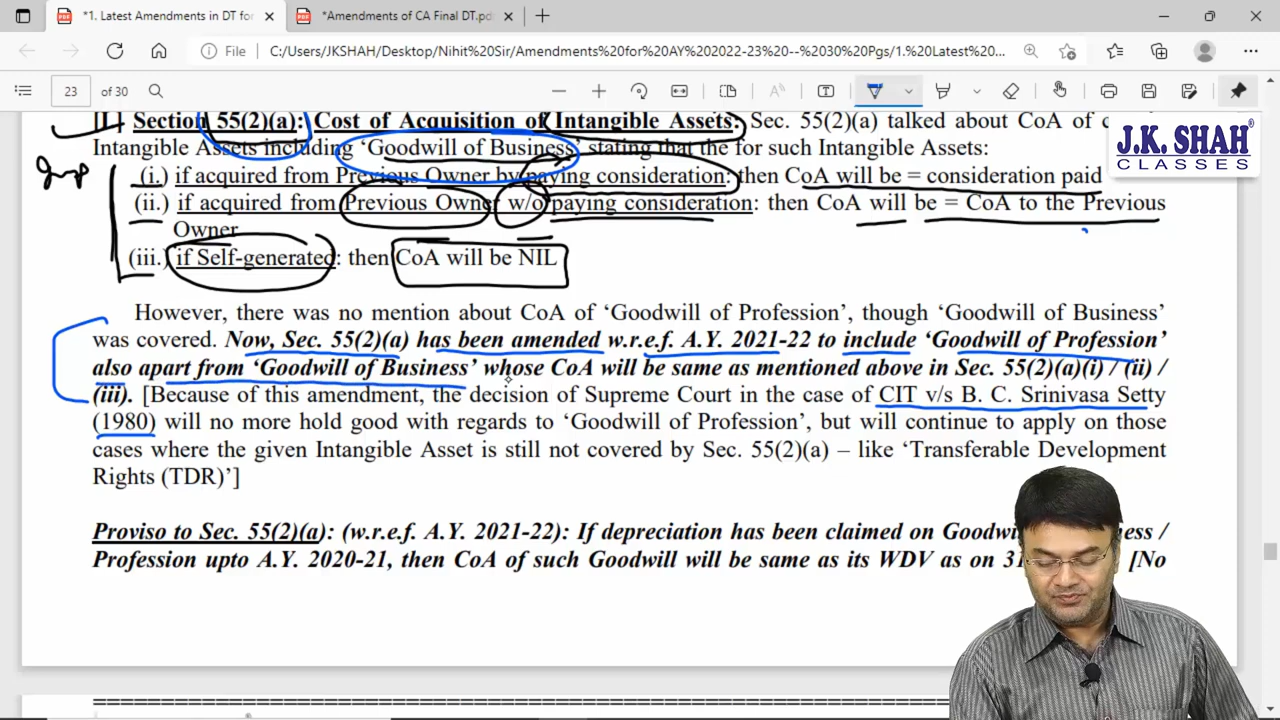 *1. Latest Amendments in DT for
*Amendments of CA Final DT.pd
File
C:/Users/JKSHAH/Desktop/Nihit%20Sir/Amendments%20for%20AY%202022-23%20--%2030%20Pgs/1.%20Latest%20...
23 of 30
[I] Section 55(2)(a): Cost of Acquisition of Intangible Assets: Sec. 55(2)(a) talked about CoA of
J.K. SHAH®
CLASSES
Intangible Assets including ‘Goodwill of Business’ stating that the for such Intangible Assets:
Imp
(i.) if acquired from Previous Owner by paying consideration: then CoA will be = consideration paid
(ii.) if acquired from Previous Owner w/o paying consideration: then CoA will be = CoA to the Previous
Owner
(iii.) if Self-generated: then CoA will be NIL
However, there was no mention about CoA of ‘Goodwill of Profession’, though ‘Goodwill of Business’
was covered. Now, Sec. 55(2)(a) has been amended w.r.e.f. A.Y. 2021-22 to include ‘Goodwill of Profession’
also apart from ‘Goodwill of Business’ whose CoA will be same as mentioned above in Sec. 55(2)(a)(i) / (ii) /
(iii). [Because of this amendment, the decision of Supreme Court in the case of CIT v/s B. C. Srinivasa Setty
(1980) will no more hold good with regards to ‘Goodwill of Profession’, but will continue to apply on those
cases where the given Intangible Asset is still not covered by Sec. 55(2)(a) – like ‘Transferable Development
Rights (TDR)’]
Proviso to Sec. 55(2)(a): (w.r.e.f. A.Y. 2021-22): If depreciation has been claimed on Goodwi ess /
Profession upto A.Y. 2020-21, then CoA of such Goodwill will be same as its WDV as on 31 [No